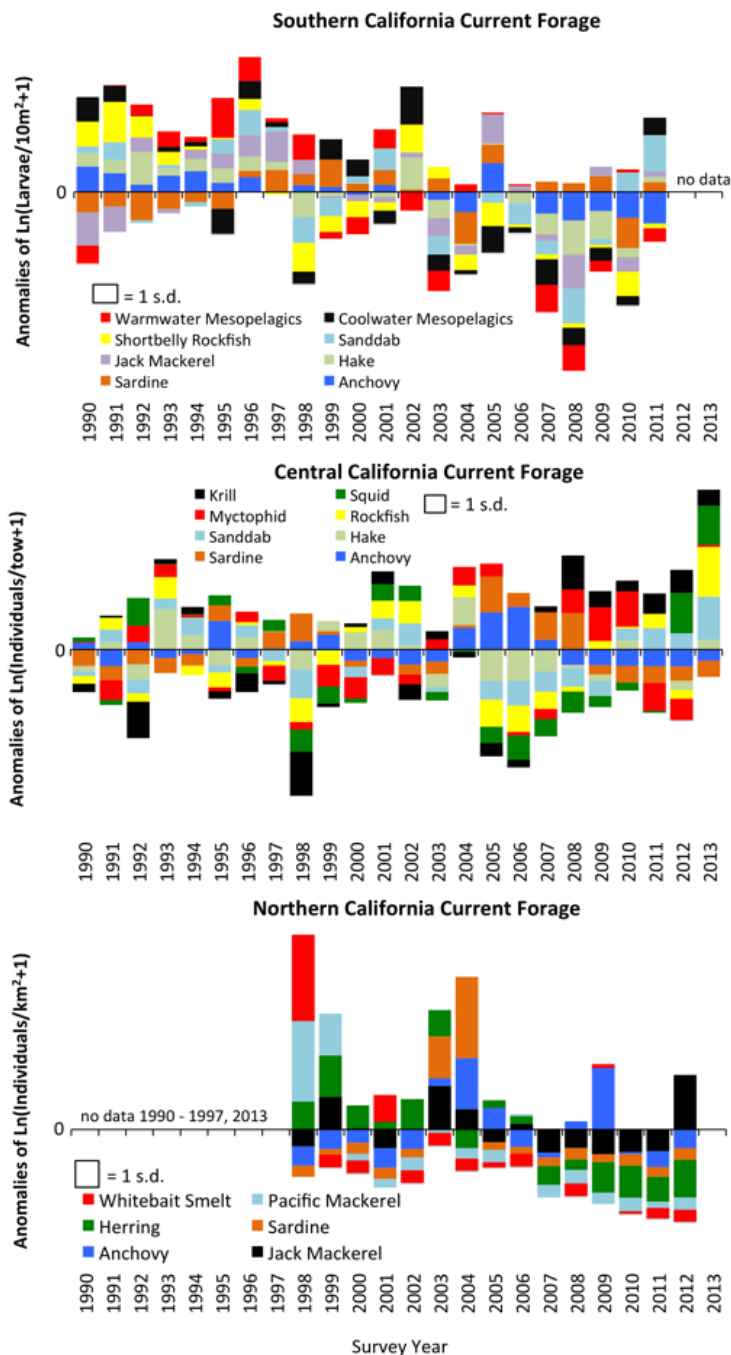 Southern California Current Forage
Anomalies of Ln(Larvae/10m²+1)
0
no data
= 1 s.d.
Warmwater Mesopelagics
Coolwater Mesopelagics
Shortbelly Rockfish
Sanddab
Jack Mackerel
Hake
Sardine
Anchovy
1990 1991 1992 1993 1994 1995 1996 1997 1998 1999 2000 2001 2002 2003 2004 2005 2006 2007 2008 2009 2010 2011 2012 2013
Central California Current Forage
Anomalies of Ln(Individuals/tow+1)
Krill
Squid
= 1 s.d.
Myctophid
Rockfish
Sanddab
Hake
Sardine
Anchovy
0
1990 1991 1992 1993 1994 1995 1996 1997 1998 1999 2000 2001 2002 2003 2004 2005 2006 2007 2008 2009 2010 2011 2012 2013
Northern California Current Forage
Anomalies of Ln(Individuals/km²+1)
no data 1990 - 1997, 2013
0
= 1 s.d.
Whitebait Smelt
Pacific Mackerel
Herring
Sardine
Anchovy
Jack Mackerel
1990 1991 1992 1993 1994 1995 1996 1997 1998 1999 2000 2001 2002 2003 2004 2005 2006 2007 2008 2009 2010 2011 2012 2013
Survey Year